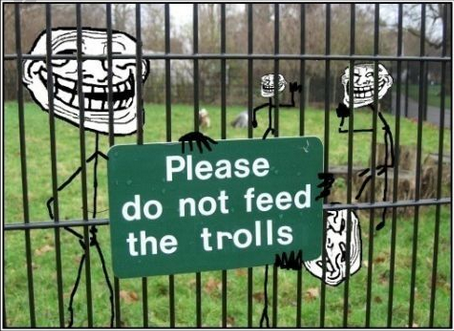 Please
do not feed
the trolls